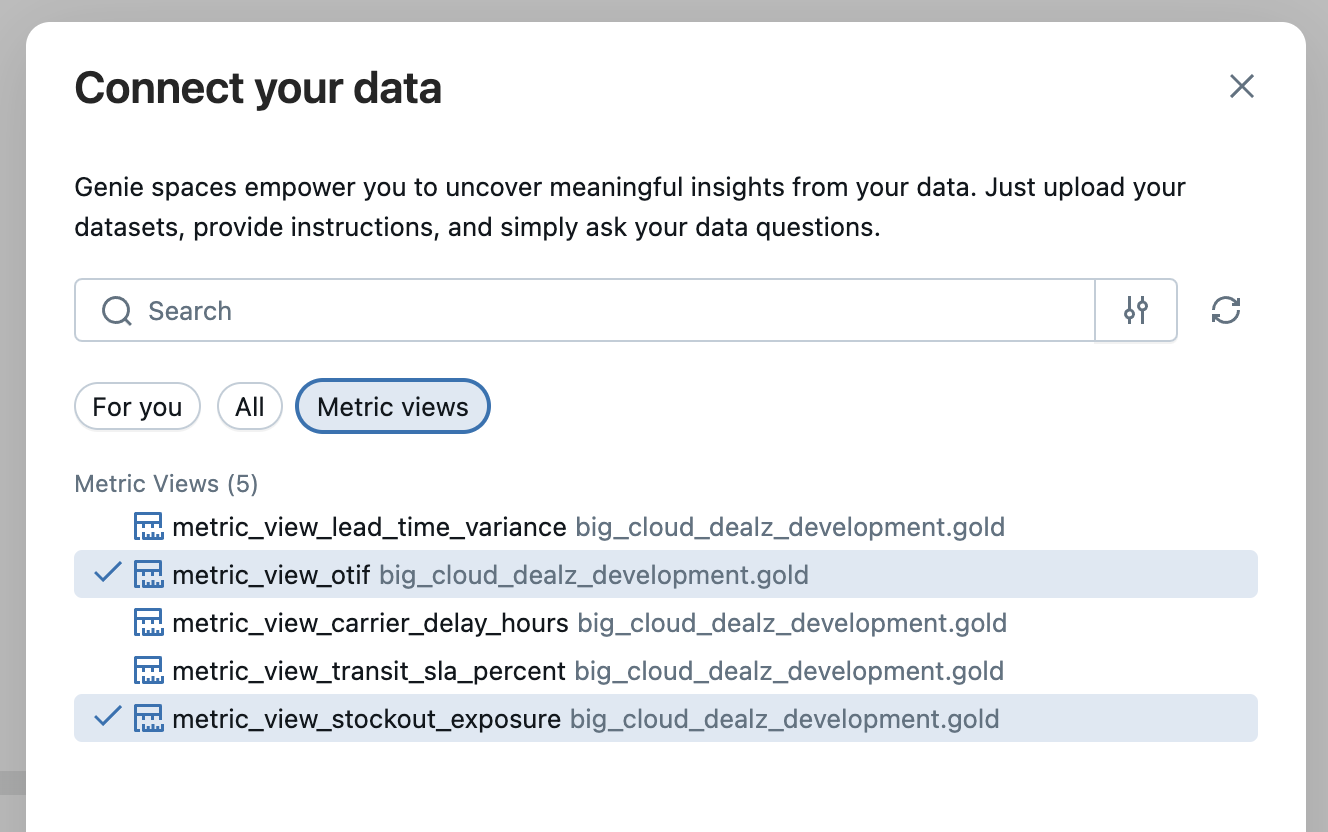 Connect your data
Genie spaces empower you to uncover meaningful insights from your data. Just upload your
datasets, provide instructions, and simply ask your data questions.
Search
For you All Metric views
Metric Views (5)
metric_view_lead_time_variance big_cloud_dealz_development.gold
metric_view_otif big_cloud_dealz_development.gold
metric_view_carrier_delay_hours big_cloud_dealz_development.gold
metric_view_transit_sla_percent big_cloud_dealz_development.gold
metric_view_stockout_exposure big_cloud_dealz_development.gold